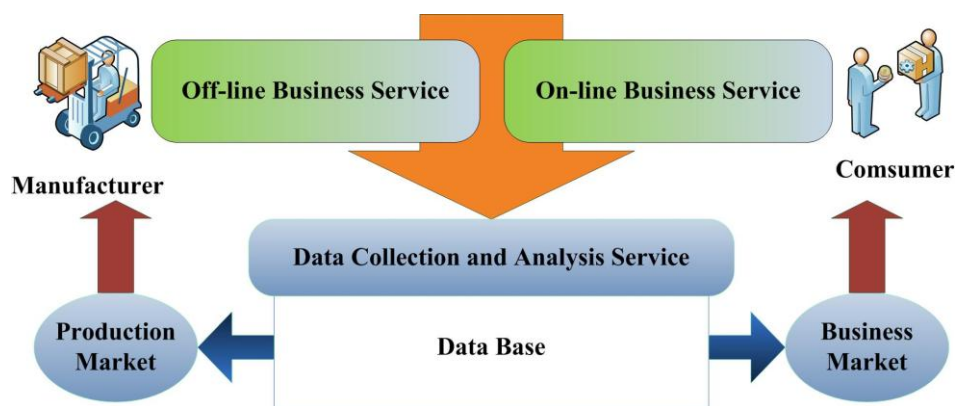 Off-line Business Service
On-line Business Service
Manufacturer
Comsumer
Data Collection and Analysis Service
Production
Market
Data Base
Business
Market